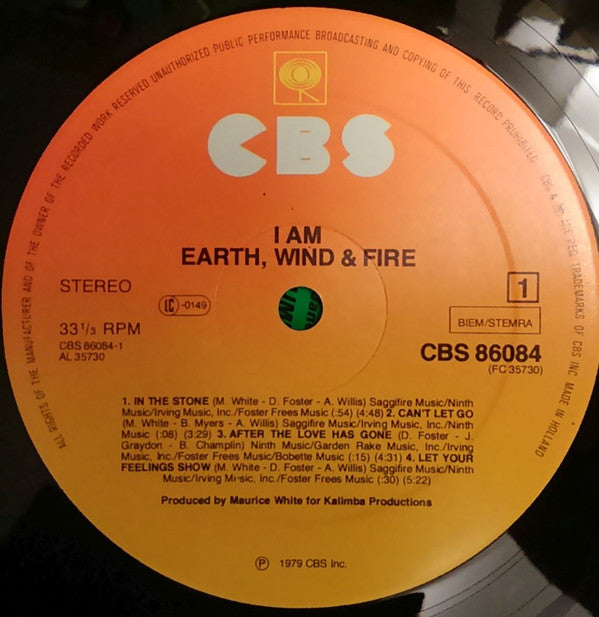 ALL RIGHTS OF THE MANUFACTURER AND OF THE OWNER OF THE RECORDED WORK RESERVED UNAUTHORIZED PUBLIC PERFORMANCE BROADCASTING AND COPYING OF THIS RECORD PROHIBITED
TRADEMARKS OF CBS INC MADE IN HOLLAND
CBS
I AM
EARTH, WIND & FIRE
STEREO
LC -0149
1
33 1/3 RPM
BIEM/STEMRA
CBS 86084-1
AL 35730
CBS 86084
(FC 35730)
1. IN THE STONE (M. White - D. Foster - A. Willis) Saggifire Music/Ninth
Music/Irving Music, Inc./Foster Frees Music (:54) (4:48) 2. CAN'T LET GO
(M. White - B. Myers - A. Willis) Saggifire Music/Ninth Music/Irving
Music (:08) (3:29) 3. AFTER THE LOVE HAS GONE (D. Foster - J.
Graydon - B. Champlin) Ninth Music/Garden Rake Music, Inc./Irving
Music, Inc./Foster Frees Music/Bobette Music (:15) (4:31) 4. LET YOUR
FEELINGS SHOW (M. White - D. Foster - A. Willis) Saggifire Music/Ninth
Music/Irving Music, Inc./Foster Frees Music (:30) (5:22)
Produced by Maurice White for Kalimba Productions
℗ 1979 CBS Inc.